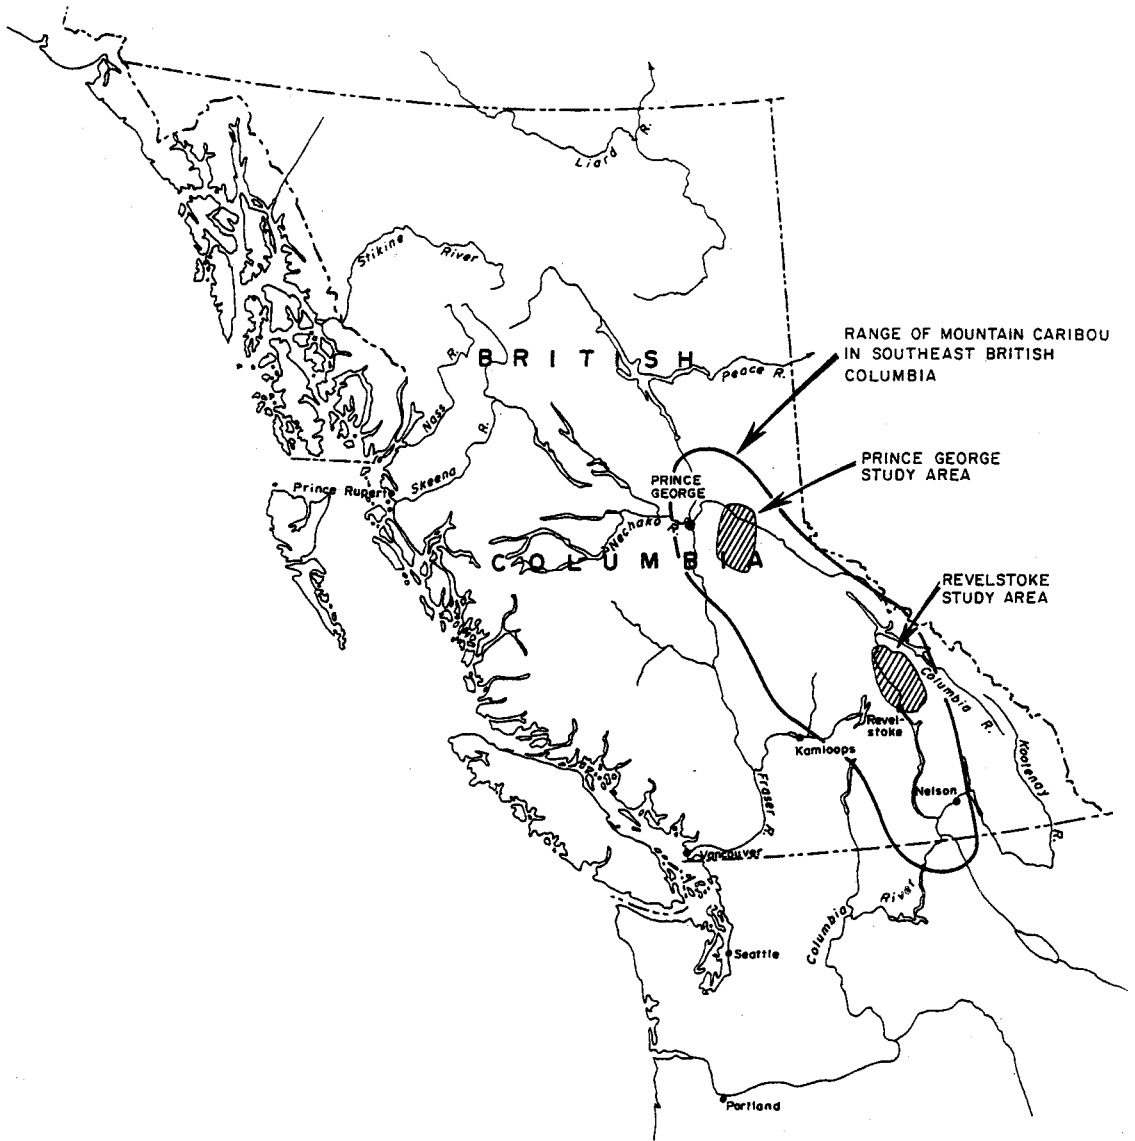 Liard R.
Stikine River
BRITISH
Peace R.
RANGE OF MOUNTAIN CARIBOU
IN SOUTHEAST BRITISH
COLUMBIA
Nass R.
Skeena R.
Prince Rupert
PRINCE
GEORGE
PRINCE GEORGE
STUDY AREA
Nechako R.
COLUMBIA
REVELSTOKE
STUDY AREA
Columbia R.
Revel-
stoke
Kamloops
Kootenay R.
Nelson
Fraser R.
Vancouver
Columbia River
Seattle
Portland